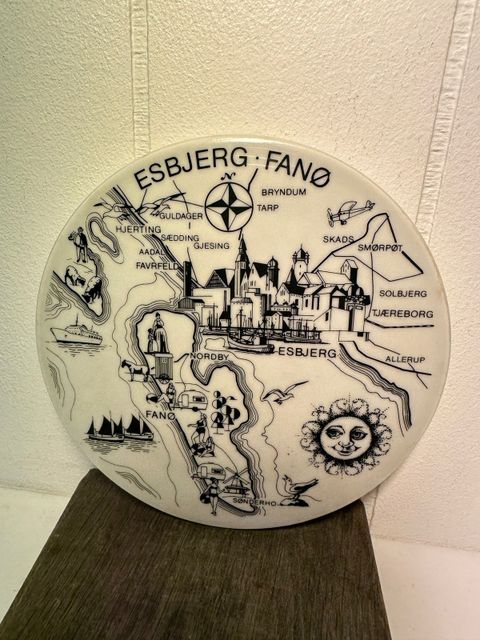 ESBJERG · FANØ
N
BRYNDUM
TARP
GULDAGER
HJERTING
SÆDDING
GJESING
AADAL
FAVRFELD
SKADS
SMØRPØT
SOLBJERG
TJÆREBORG
ESBJERG
ALLERUP
NORDBY
FANØ
SØNDERHO